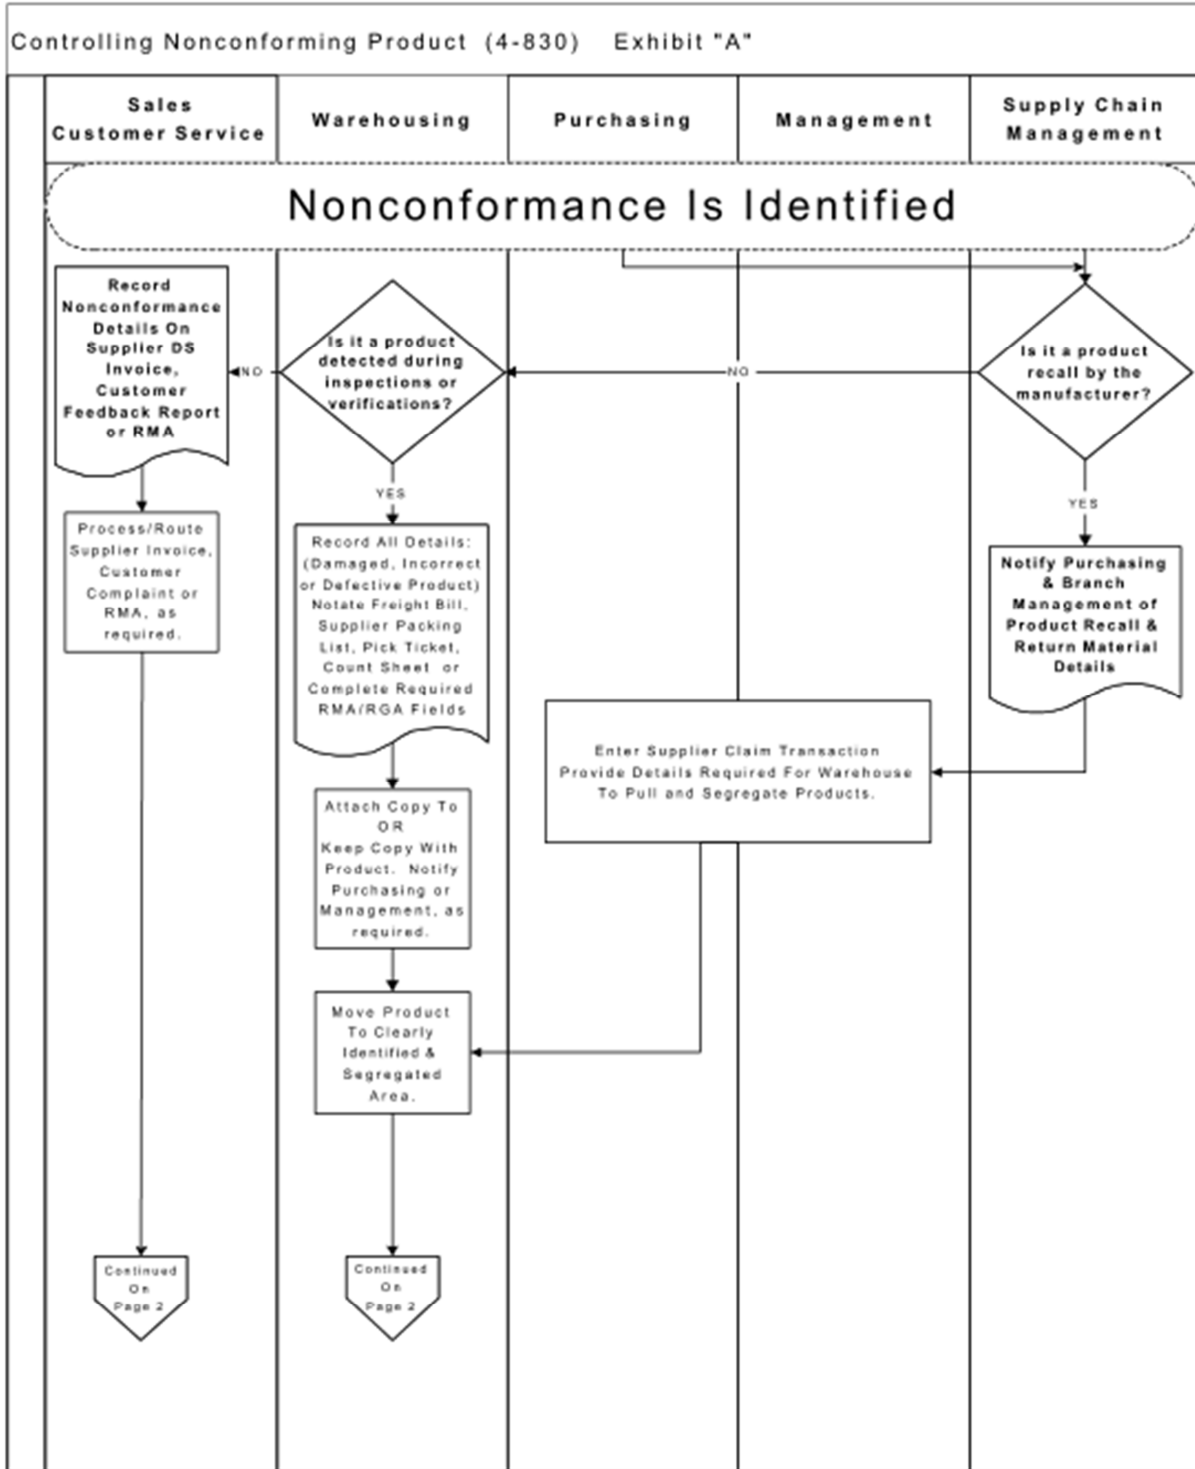 Controlling Nonconforming Product (4-830) Exhibit "A"
Sales
Customer Service
Warehousing
Purchasing
Management
Supply Chain
Management
Nonconformance Is Identified
Record
Nonconformance
Details On
Supplier DS
Invoice,
Customer
Feedback Report
or RMA
NO
Is it a product
detected during
inspections or
verifications?
NO
Is it a product
recall by the
manufacturer?
YES
YES
Process/Route
Supplier Invoice,
Customer
Complaint or
RMA, as
required.
Record All Details:
(Damaged, Incorrect
or Defective Product)
Notate Freight Bill,
Supplier Packing
List, Pick Ticket,
Count Sheet or
Complete Required
RMA/RGA Fields
Notify Purchasing
& Branch
Management of
Product Recall &
Return Material
Details
Enter Supplier Claim Transaction
Provide Details Required For Warehouse
To Pull and Segregate Products.
Attach Copy To
OR
Keep Copy With
Product. Notify
Purchasing or
Management, as
required.
Move Product
To Clearly
Identified &
Segregated
Area.
Continued
On
Page 2
Continued
On
Page 2